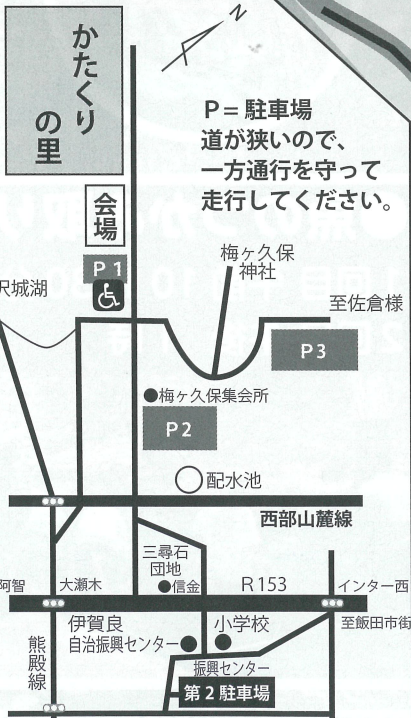 N
かたくり
の里
P＝駐車場
道が狭いので、
一方通行を守って
走行してください。
会場
P1
梅ヶ久保
神社
沢城湖
至佐倉様
P3
●梅ヶ久保集会所
P2
配水池
西部山麓線
三尋石
団地
●信金
R153
阿智
大瀬木
インター西
至飯田市街
伊賀良
自治振興センター●
小学校
熊殿線
振興センター
第2駐車場